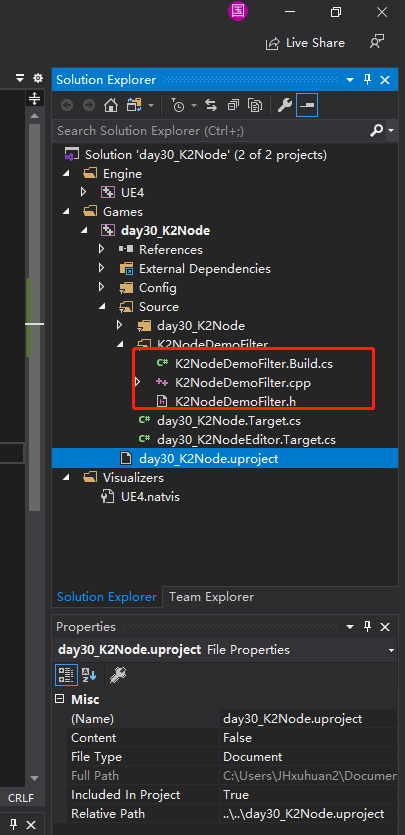 国
Live Share
Solution Explorer
Search Solution Explorer (Ctrl+;)
Solution 'day30_K2Node' (2 of 2 projects)
Engine
UE4
Games
day30_K2Node
References
External Dependencies
Config
Source
day30_K2Node
K2NodeDemoFilter
C# K2NodeDemoFilter.Build.cs
++ K2NodeDemoFilter.cpp
h K2NodeDemoFilter.h
C# day30_K2Node.Target.cs
C# day30_K2NodeEditor.Target.cs
day30_K2Node.uproject
Visualizers
UE4.natvis
Solution Explorer Team Explorer
Properties
day30_K2Node.uproject File Properties
Misc
(Name) day30_K2Node.uproject
Content False
File Type Document
Full Path C:\Users\JHxuhuan2\Documen
Included In Project True
Relative Path ..\..\day30_K2Node.uproject
CRLF